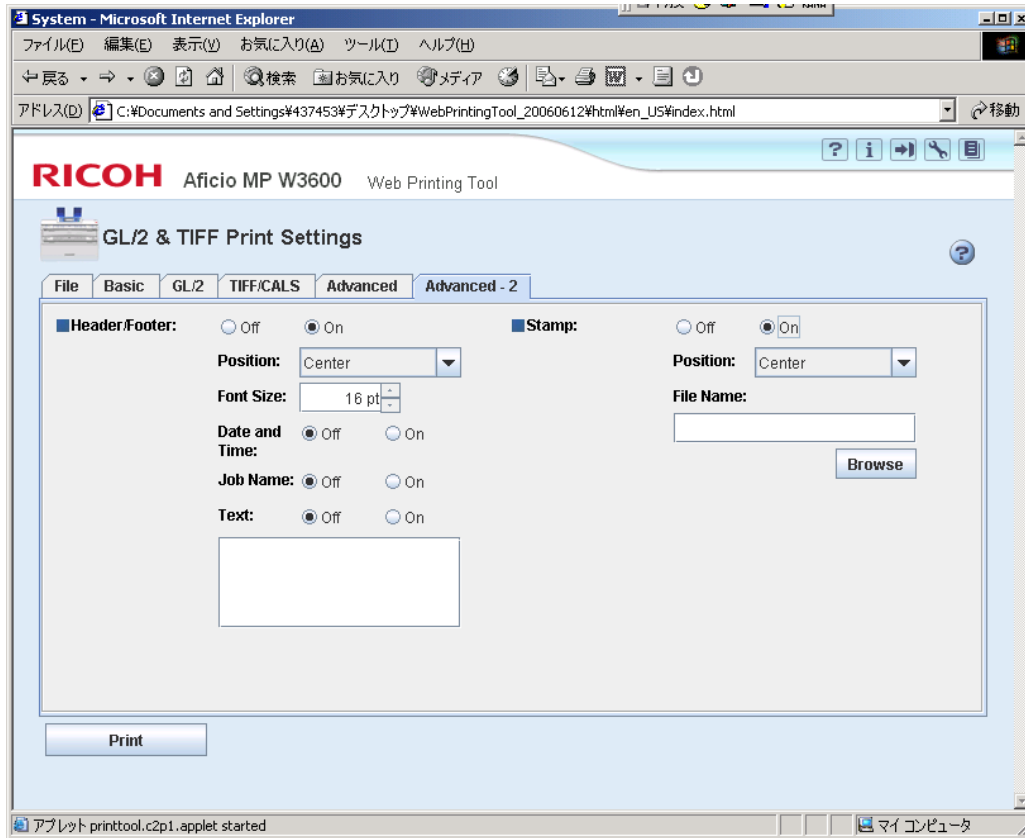 System - Microsoft Internet Explorer
ファイル(F) 編集(E) 表示(V) お気に入り(A) ツール(T) ヘルプ(H)
戻る 検索 お気に入り メディア
アドレス(D) C:¥Documents and Settings¥437453¥デスクトップ¥WebPrintingTool_20060612¥html¥en_US¥index.html 移動
RICOH Aficio MP W3600 Web Printing Tool
GL/2 & TIFF Print Settings
File Basic GL/2 TIFF/CALS Advanced Advanced - 2
Header/Footer: Off On Stamp: Off On
Position: Center Position: Center
Font Size: 16 pt File Name:
Date and Time: Off On
Browse
Job Name: Off On
Text: Off On
Print
アプレット printtool.c2p1.applet started マイ コンピュータ